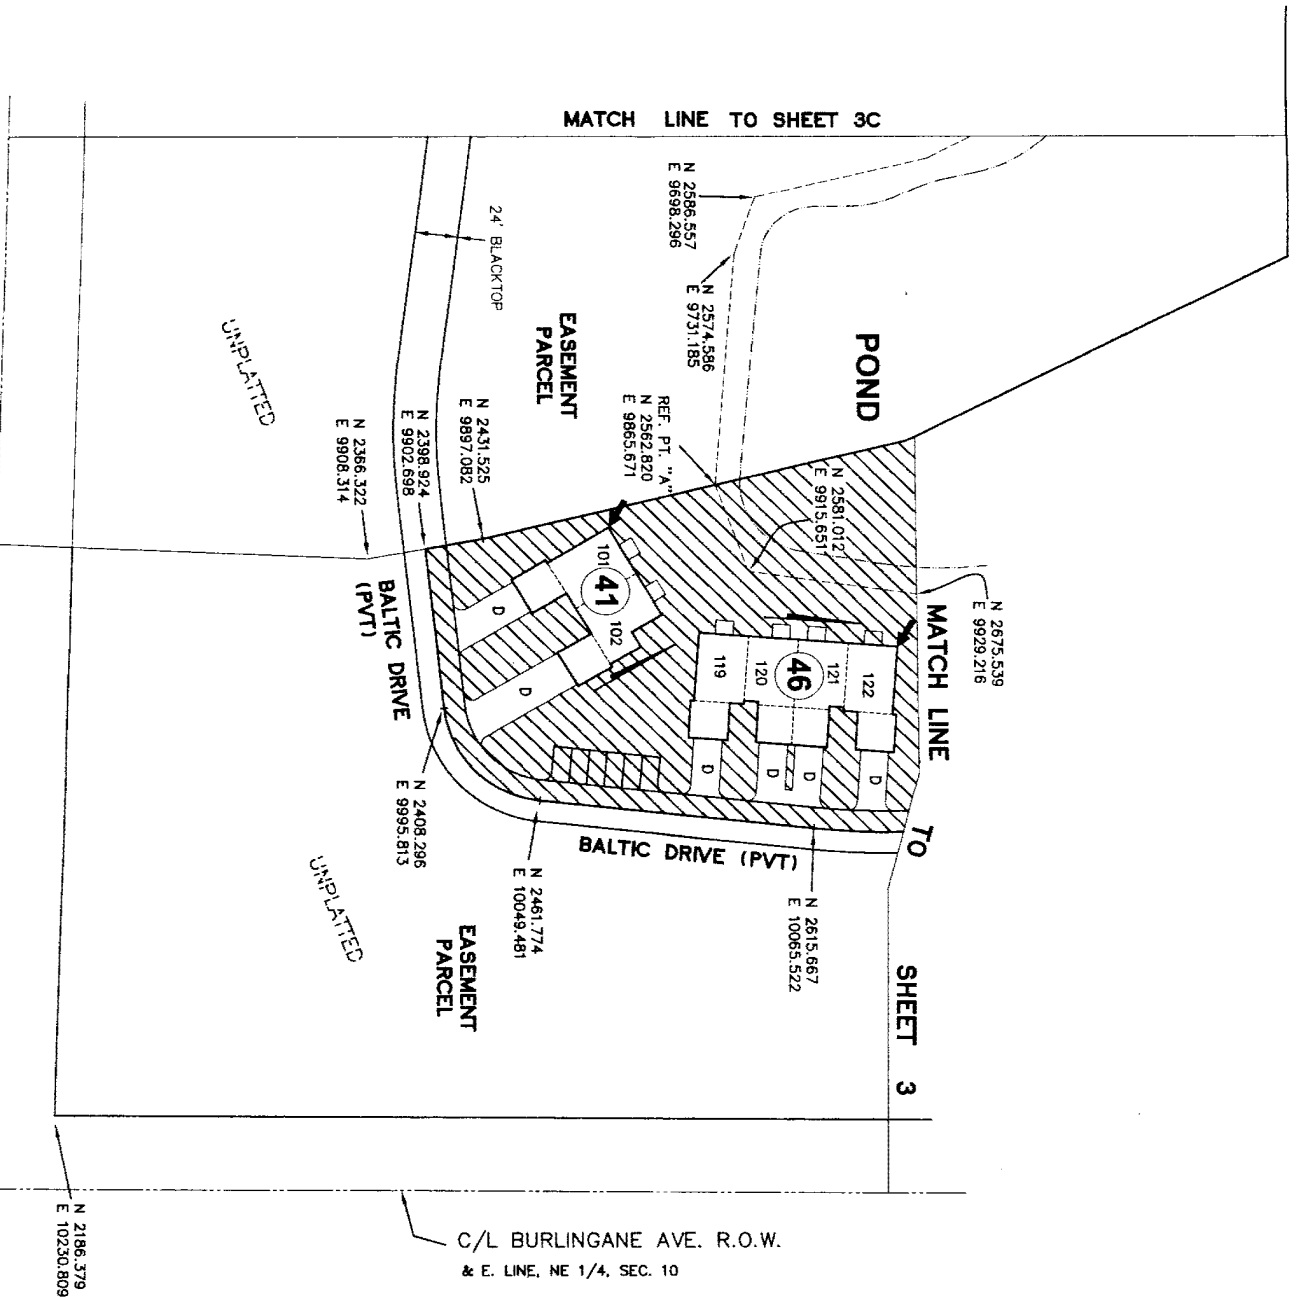 MATCH LINE TO SHEET 3C
N 2586.557
E 9698.296
24' BLACKTOP
N 2574.586
E 9731.185
POND
EASEMENT
PARCEL
UNPLATTED
REF. PT. "A"
N 2562.820
E 9865.671
N 2431.525
E 9897.082
N 2398.924
E 9902.698
N 2366.322
E 9908.314
N 2581.012
E 9915.651
N 2675.539
E 9929.216
MATCH LINE
TO
SHEET 3
101
41
102
D
D
119
120
46
121
122
D
D
D
D
BALTIC DRIVE
(PVT)
N 2408.296
E 9995.813
BALTIC DRIVE (PVT)
N 2461.774
E 10049.481
N 2615.667
E 10065.522
UNPLATTED
EASEMENT
PARCEL
N 2186.379
E 10230.809
C/L BURLINGANE AVE. R.O.W.
& E. LINE, NE 1/4, SEC. 10